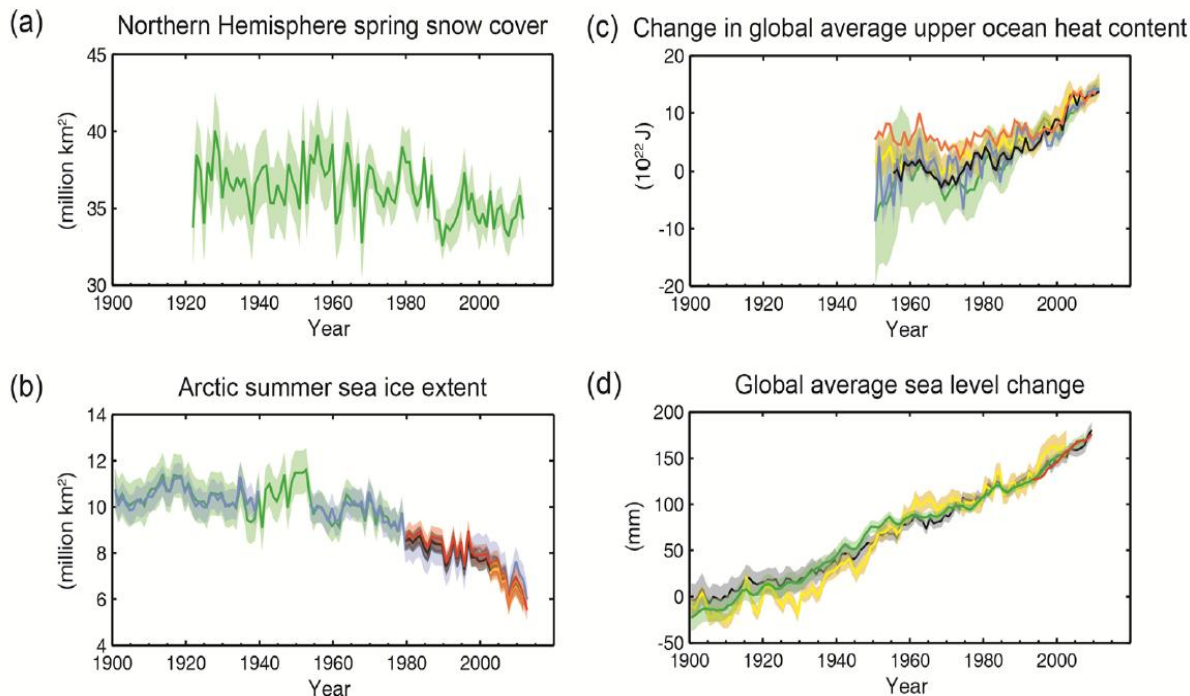 (a) Northern Hemisphere spring snow cover
45
40
35
30
(million km²)
1900 1920 1940 1960 1980 2000
Year
(c) Change in global average upper ocean heat content
20
10
0
-10
-20
(10²² J)
1900 1920 1940 1960 1980 2000
Year
(b) Arctic summer sea ice extent
14
12
10
8
6
4
(million km²)
1900 1920 1940 1960 1980 2000
Year
(d) Global average sea level change
200
150
100
50
0
-50
(mm)
1900 1920 1940 1960 1980 2000
Year